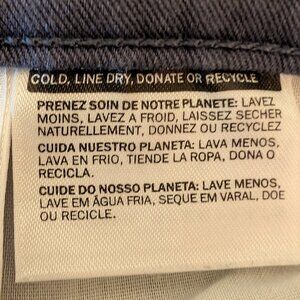 COLD, LINE DRY, DONATE OR RECYCLE
PRENEZ SOIN DE NOTRE PLANETE: LAVEZ
MOINS, LAVEZ A FROID, LAISSEZ SECHER
NATURELLEMENT, DONNEZ OU RECYCLEZ
CUIDA NUESTRO PLANETA: LAVA MENOS,
LAVA EN FRIO, TIENDE LA ROPA, DONA O
RECICLA.
CUIDE DO NOSSO PLANETA: LAVE MENOS,
LAVE EM ÁGUA FRIA, SEQUE EM VARAL, DOE
OU RECICLE.